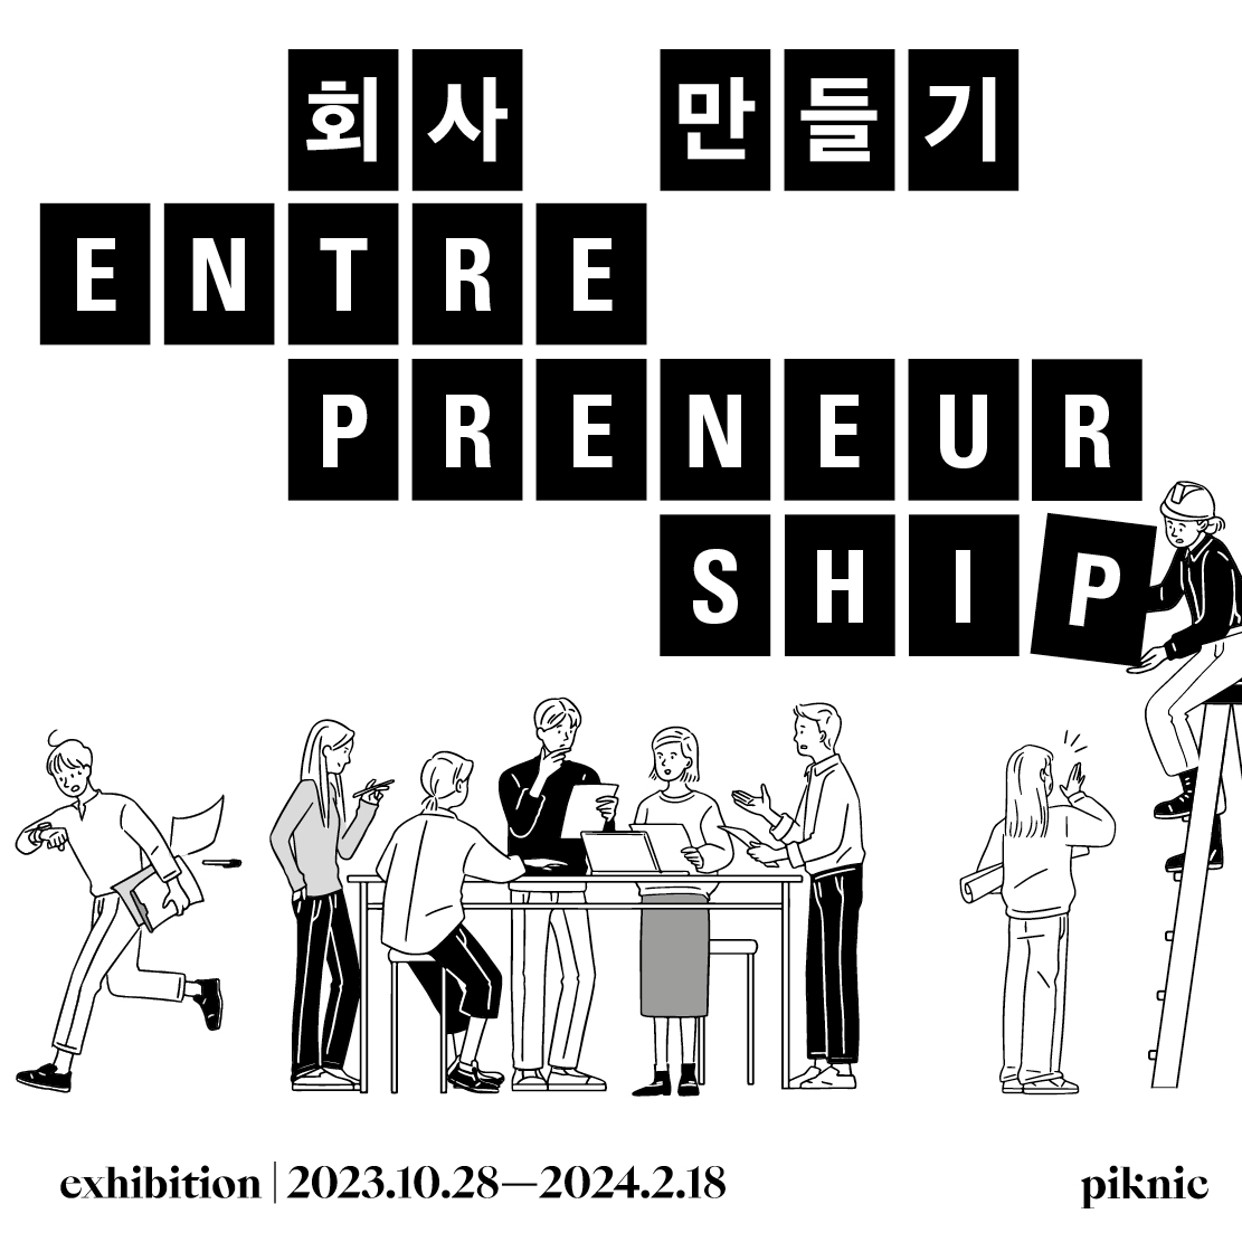 회사 만들기
ENTRE
PRENEUR
SHIP
exhibition | 2023.10.28—2024.2.18
piknic